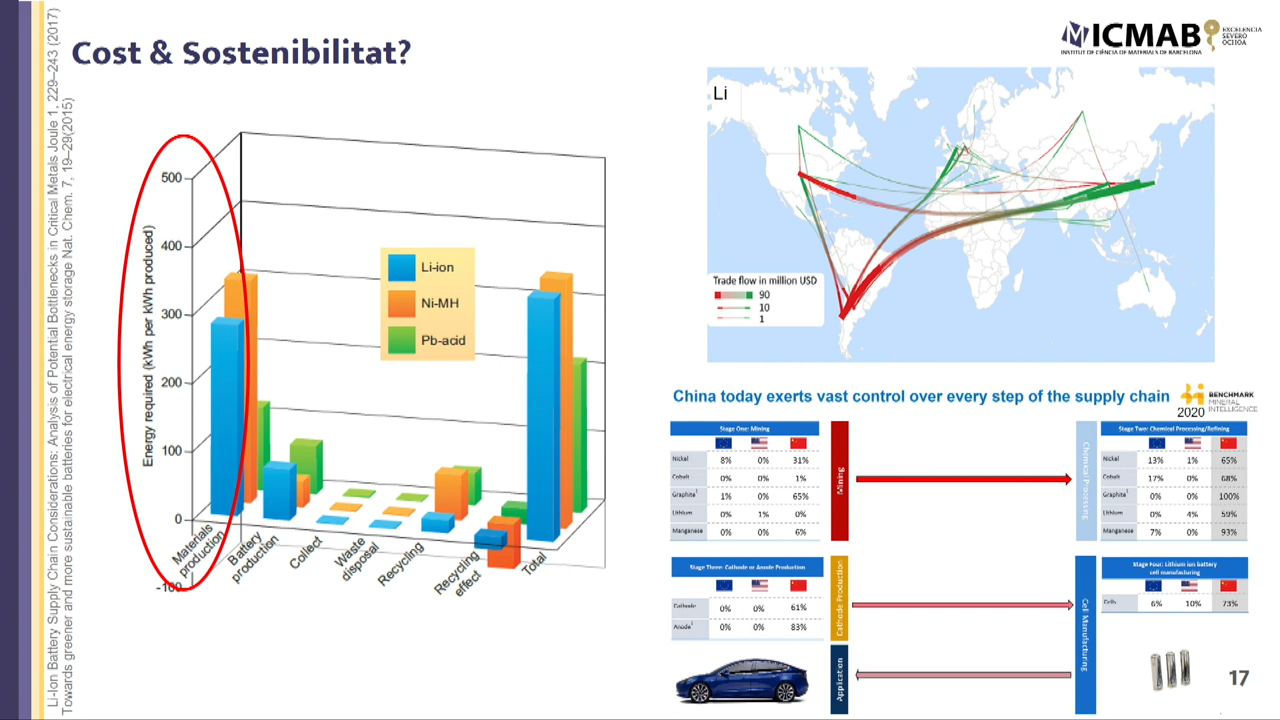 Cost & Sostenibilitat?
ICMAB
INSTITUT DE CIÈNCIA DE MATERIALS DE BARCELONA
EXCELENCIA
SEVERO
OCHOA
Li-Ion Battery Supply Chain Considerations: Analysis of Potential Bottlenecks in Critical Metals Joule 1, 229–243 (2017)
Towards greener and more sustainable batteries for electrical energy storage Nat. Chem. 7, 19–29(2015)
Energy required (kWh per kWh produced)
500
400
300
200
100
0
-100
Li-ion
Ni-MH
Pb-acid
Materials
production
Battery
production
Collect
Waste
disposal
Recycling
Recycling
effect
Total
Li
Trade flow in million USD
90
10
1
China today exerts vast control over every step of the supply chain
BENCHMARK
MINERAL
INTELLIGENCE
2020
Stage One: Mining
Nickel 8% 0% 31%
Cobalt 0% 0% 1%
Graphite1 1% 0% 65%
Lithium 0% 1% 0%
Manganese 0% 0% 6%
Mining
Chemical Processing
Stage Two: Chemical Processing/Refining
Nickel 13% 1% 65%
Cobalt 17% 0% 68%
Graphite1 0% 0% 100%
Lithium 0% 4% 59%
Manganese 7% 0% 93%
Stage Three: Cathode or Anode Production
Cathode 0% 0% 61%
Anode1 0% 0% 83%
Cathode Production
Cell Manufacturing
Stage Four: Lithium ion battery
cell manufacturing
Cells 6% 10% 73%
Application
17